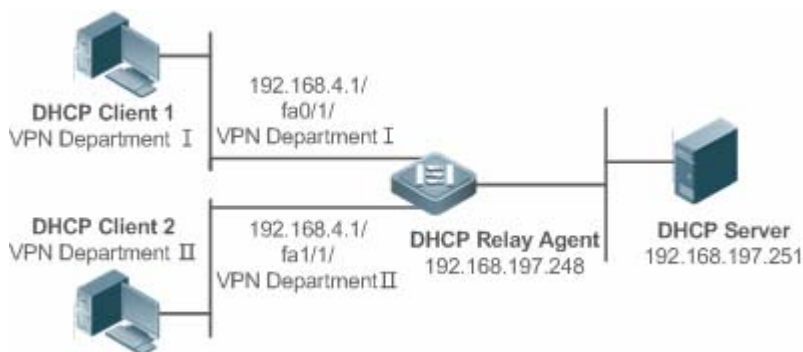 DHCP Client 1
VPN Department Ⅰ
192.168.4.1/
fa0/1/
VPN Department Ⅰ
DHCP Client 2
VPN Department Ⅱ
192.168.4.1/
fa1/1/
VPN DepartmentⅡ
DHCP Relay Agent
192.168.197.248
DHCP Server
192.168.197.251